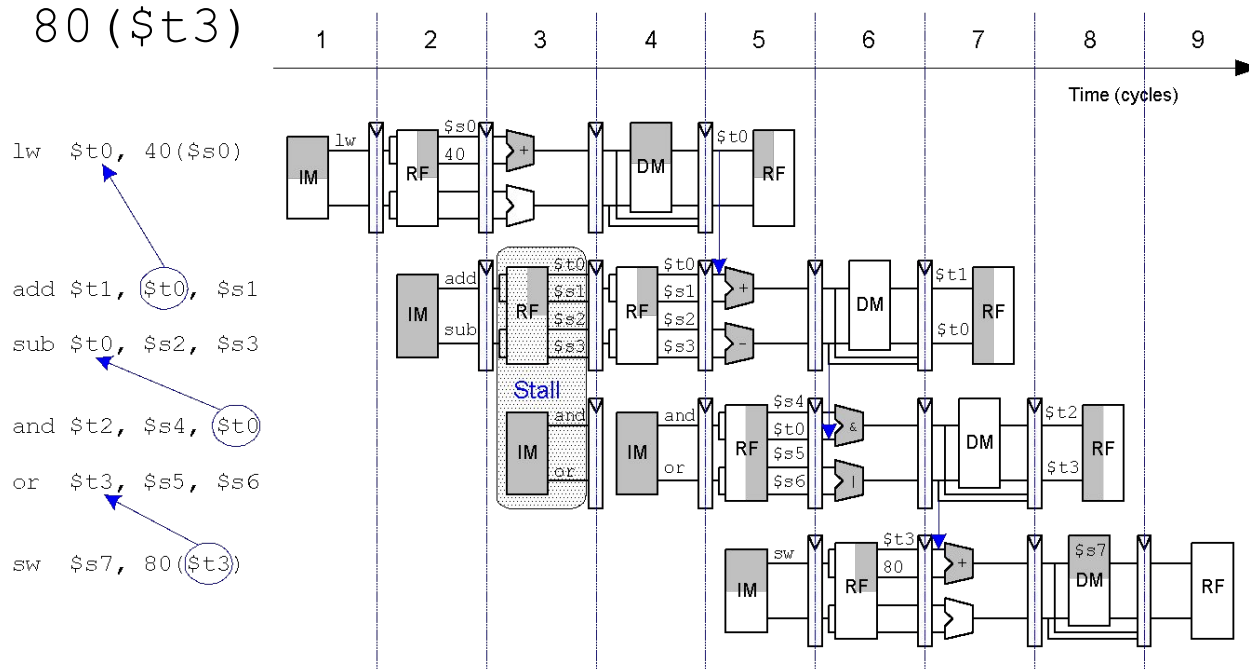 80($t3)
1 2 3 4 5 6 7 8 9
Time (cycles)
lw $t0, 40($s0)
IM lw RF $s0 40 + DM $t0 RF
add $t1, $t0, $s1
sub $t0, $s2, $s3
IM add sub RF $t0 $s1 $s2 $s3 RF $t0 $s1 $s2 $s3 + - DM $t1 $t0 RF
Stall
and $t2, $s4, $t0
or $t3, $s5, $s6
IM and or IM and or RF $s4 $t0 $s5 $s6 & | DM $t2 $t3 RF
sw $s7, 80($t3)
IM sw RF $t3 80 + $s7 DM RF